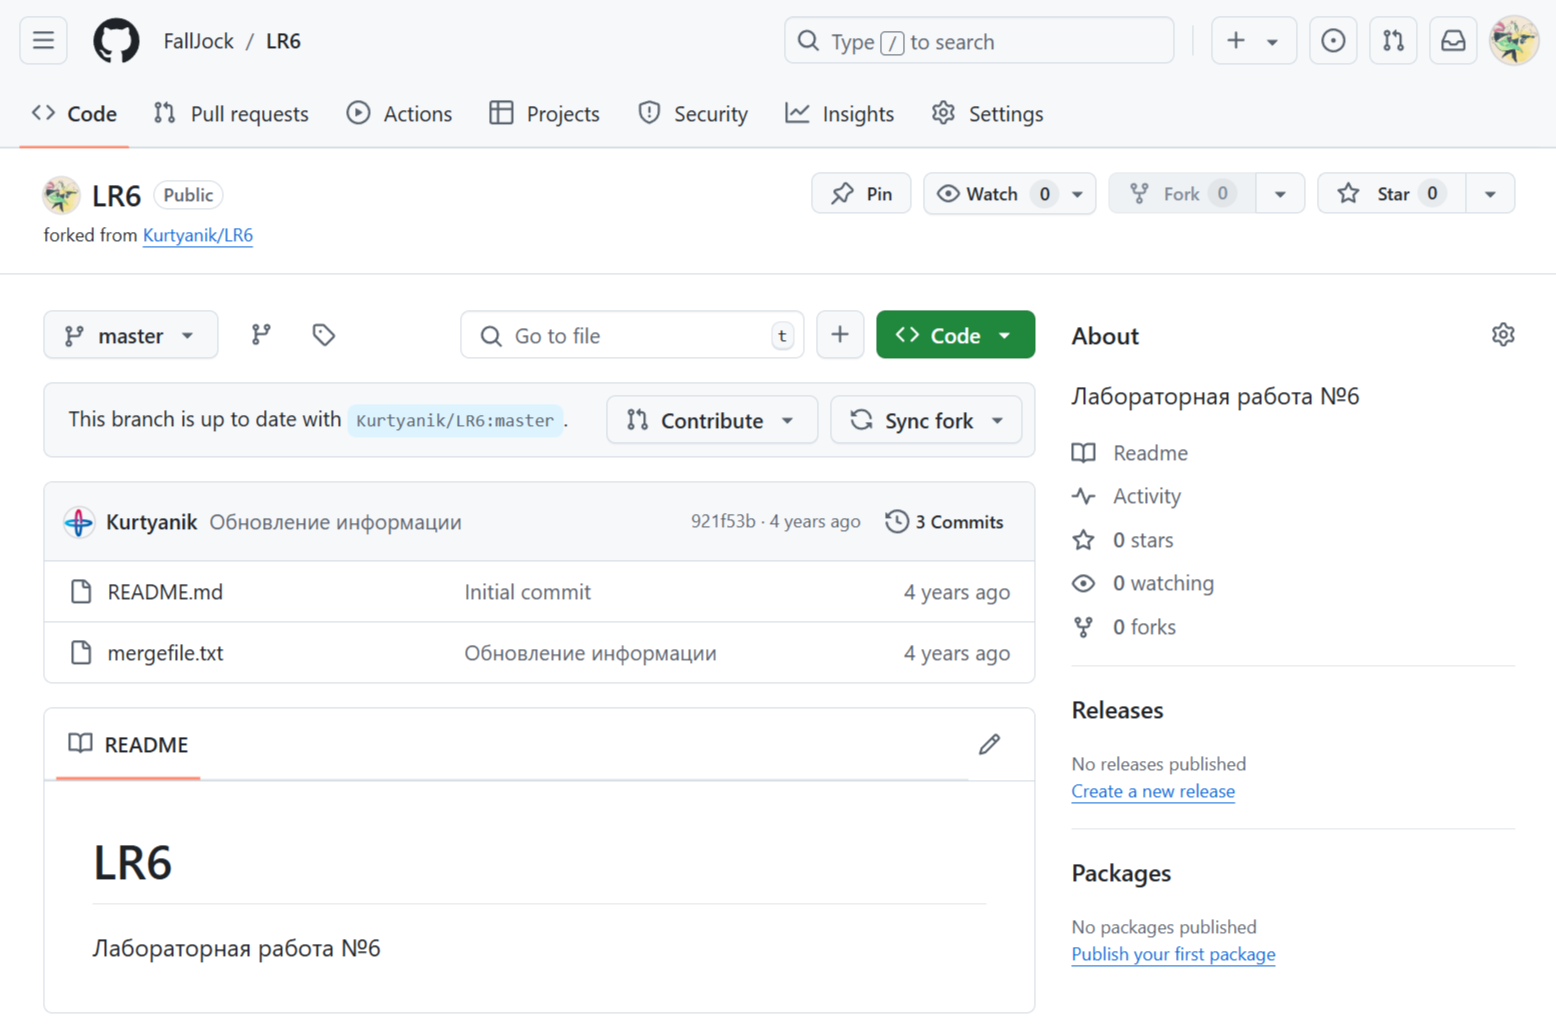 FallJock / LR6
Type / to search
Code Pull requests Actions Projects Security Insights Settings
LR6 Public
Pin Watch 0 Fork 0 Star 0
forked from Kurtyanik/LR6
master Go to file t Code
This branch is up to date with Kurtyanik/LR6:master . Contribute Sync fork
Kurtyanik Обновление информации 921f53b · 4 years ago 3 Commits
README.md Initial commit 4 years ago
mergefile.txt Обновление информации 4 years ago
README
LR6
Лабораторная работа №6
About
Лабораторная работа №6
Readme
Activity
0 stars
0 watching
0 forks
Releases
No releases published
Create a new release
Packages
No packages published
Publish your first package